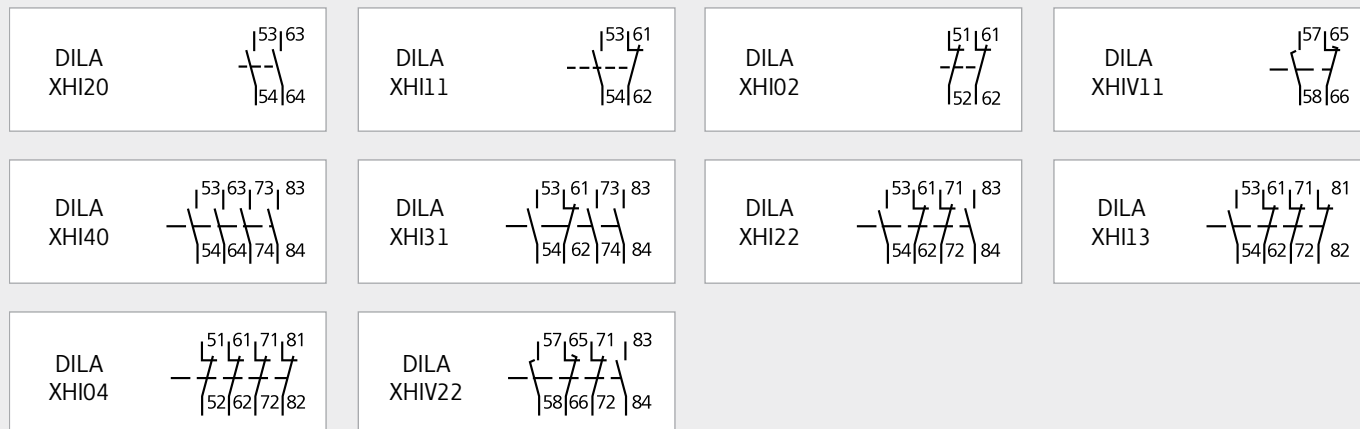 DILA
XHI20
53 63
54 64
DILA
XHI11
53 61
54 62
DILA
XHI02
51 61
52 62
DILA
XHIV11
57 65
58 66
DILA
XHI40
53 63 73 83
54 64 74 84
DILA
XHI31
53 61 73 83
54 62 74 84
DILA
XHI22
53 61 71 83
54 62 72 84
DILA
XHI13
53 61 71 81
54 62 72 82
DILA
XHI04
51 61 71 81
52 62 72 82
DILA
XHIV22
57 65 71 83
58 66 72 84